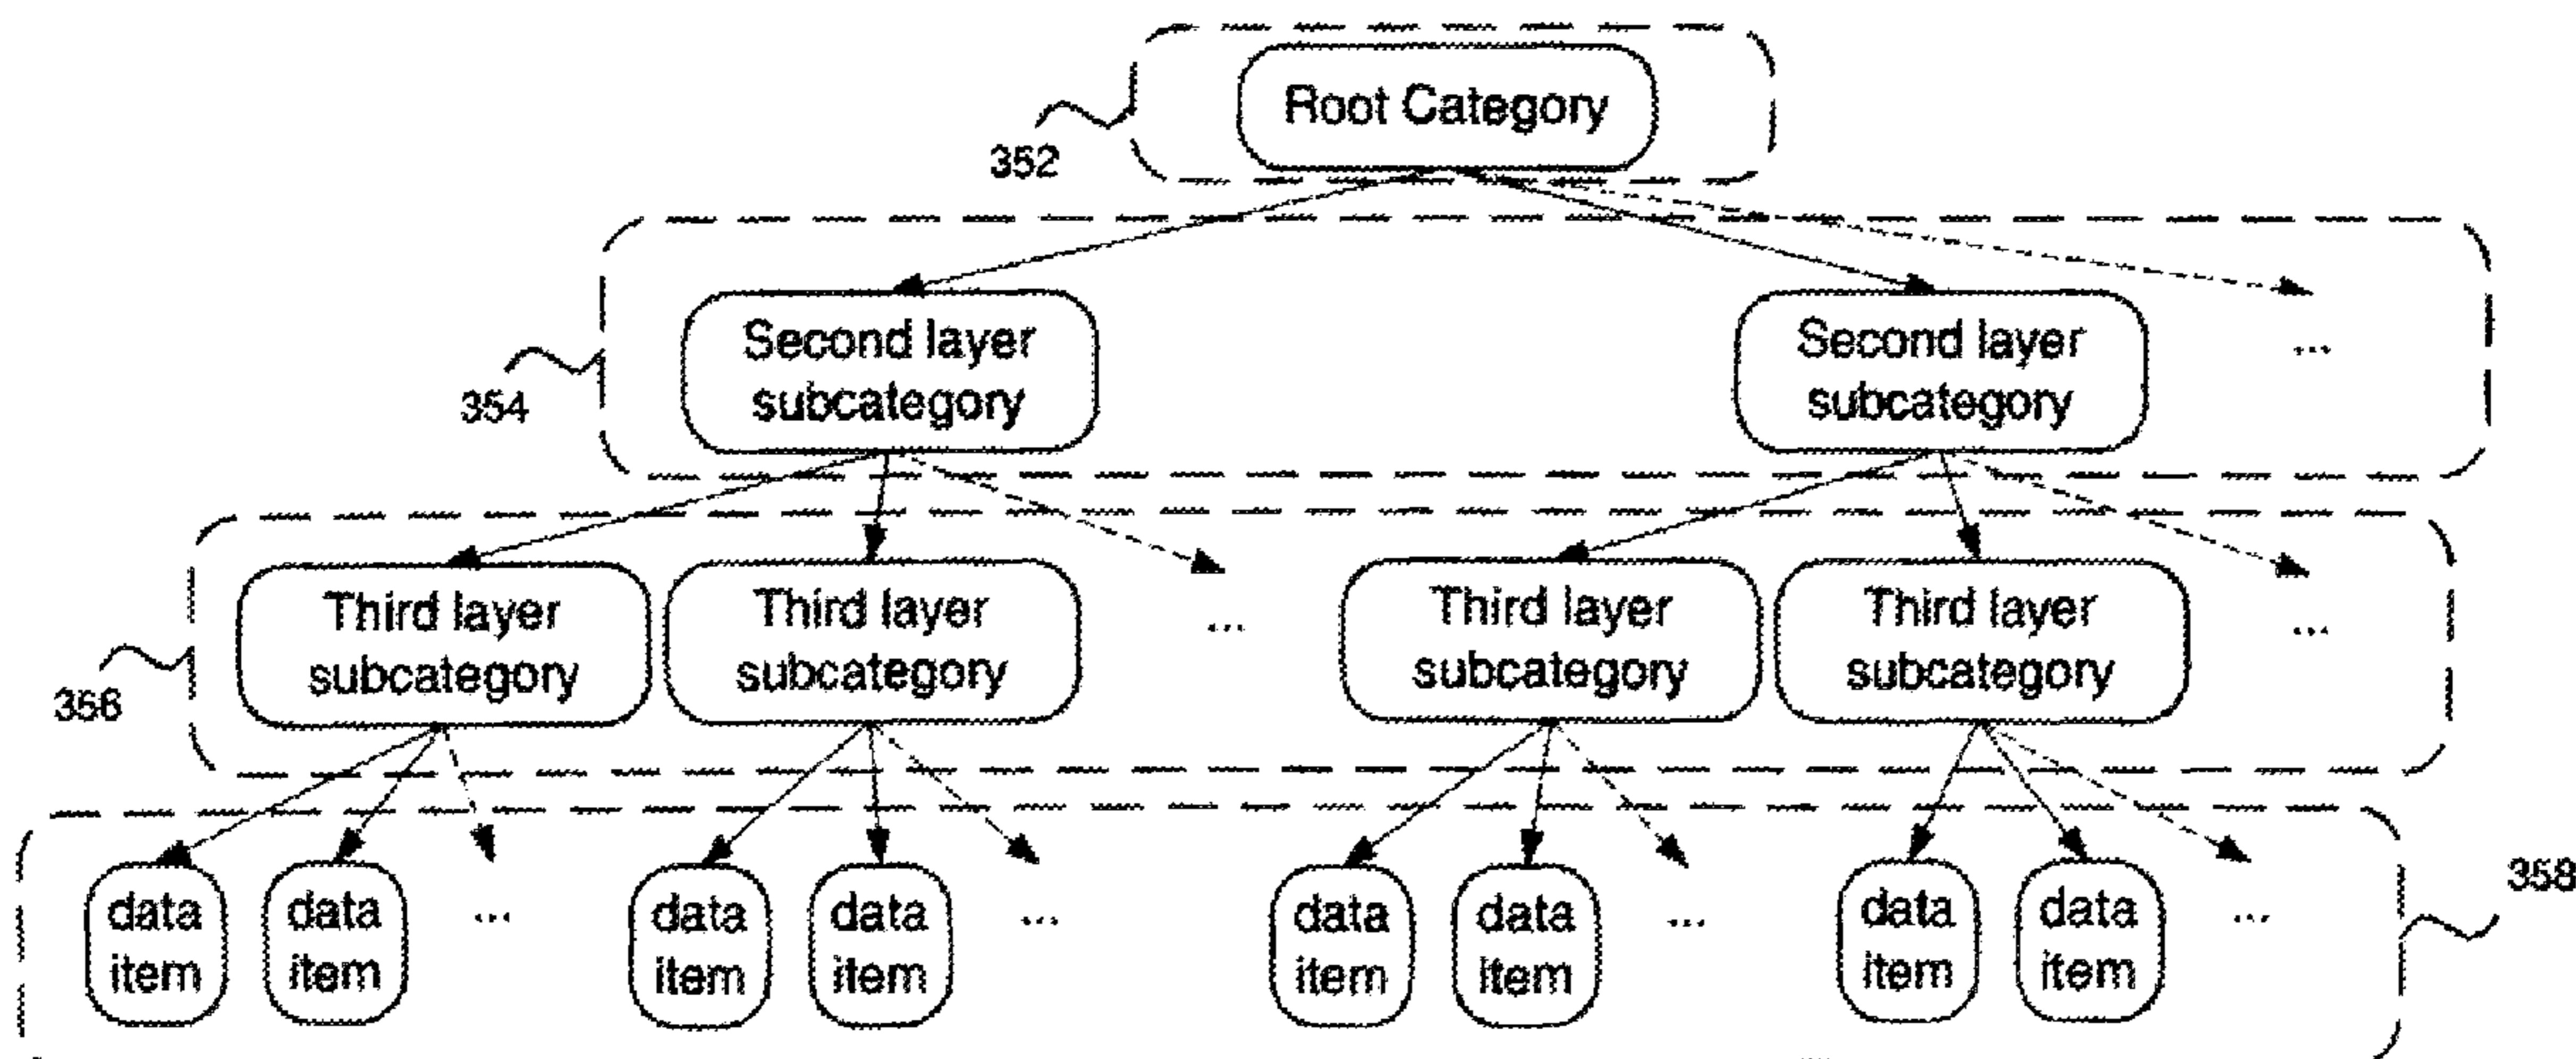 Root Category
352
Second layer
subcategory
Second layer
subcategory
...
354
Third layer
subcategory
Third layer
subcategory
...
Third layer
subcategory
Third layer
subcategory
...
356
data
item
data
item
...
data
item
data
item
...
data
item
data
item
...
data
item
data
item
...
358